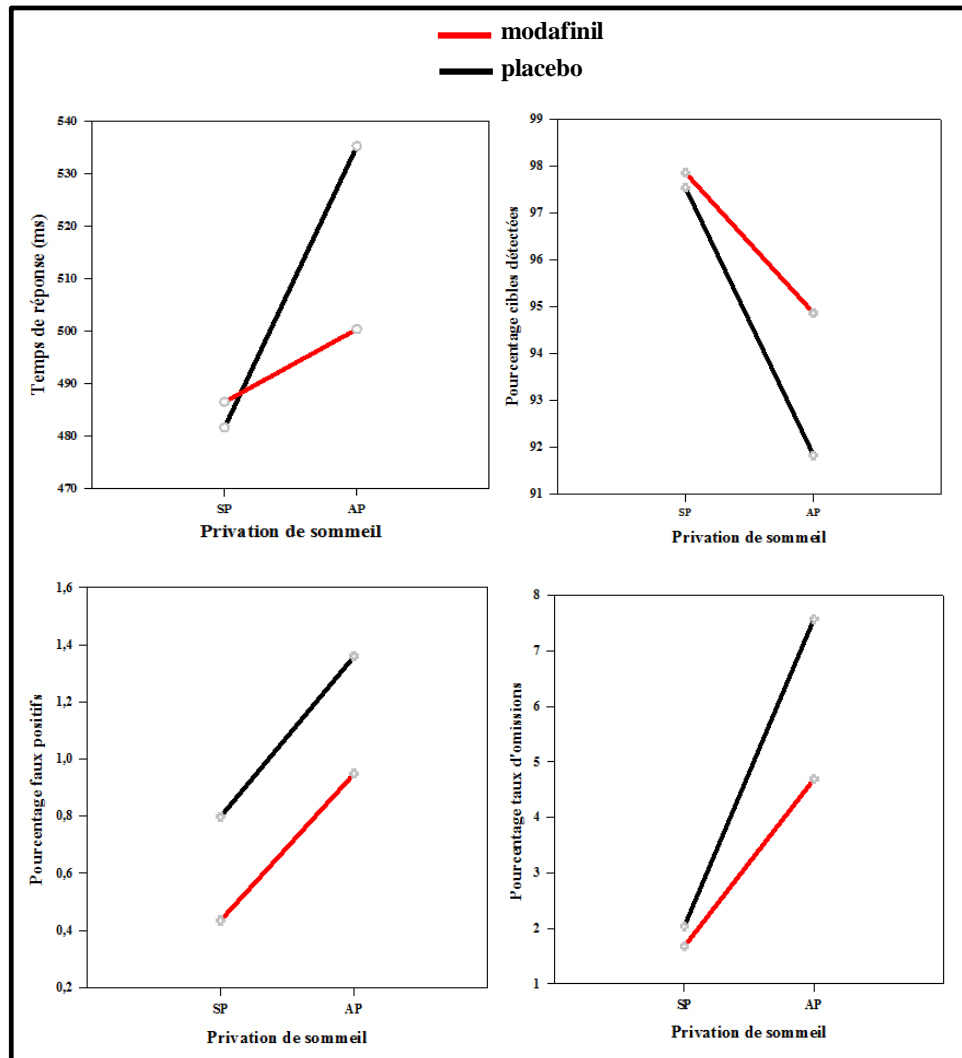 modafinil
placebo
Temps de réponse (ms)
540
530
520
510
500
490
480
470
SP AP
Privation de sommeil
Pourcentage cibles détectées
99
98
97
96
95
94
93
92
91
SP AP
Privation de sommeil
Pourcentage faux positifs
1,6
1,4
1,2
1,0
0,8
0,6
0,4
0,2
SP AP
Privation de sommeil
Pourcentage taux d'omissions
8
7
6
5
4
3
2
1
SP AP
Privation de sommeil